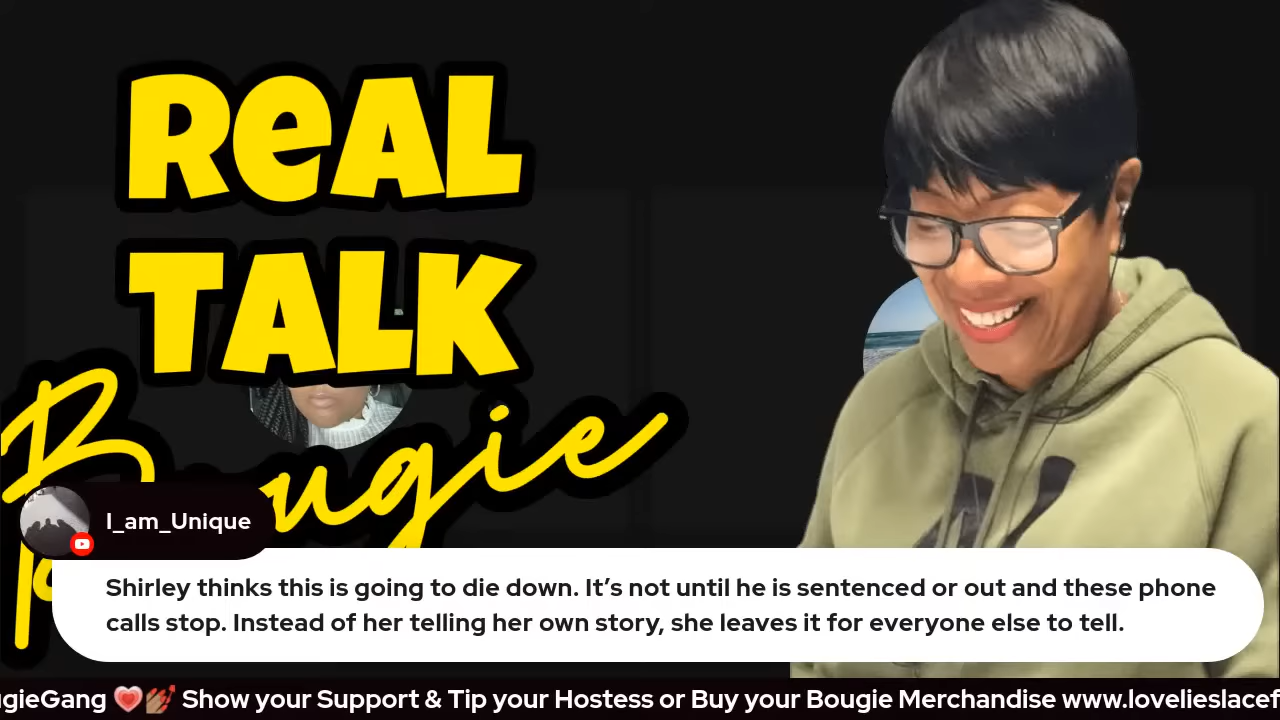 REAL
TALK
Bougie
I_am_Unique
Shirley thinks this is going to die down. It’s not until he is sentenced or out and these phone
calls stop. Instead of her telling her own story, she leaves it for everyone else to tell.
gieGang 💗💅🏾 Show your Support & Tip your Hostess or Buy your Bougie Merchandise www.lovelieslacef